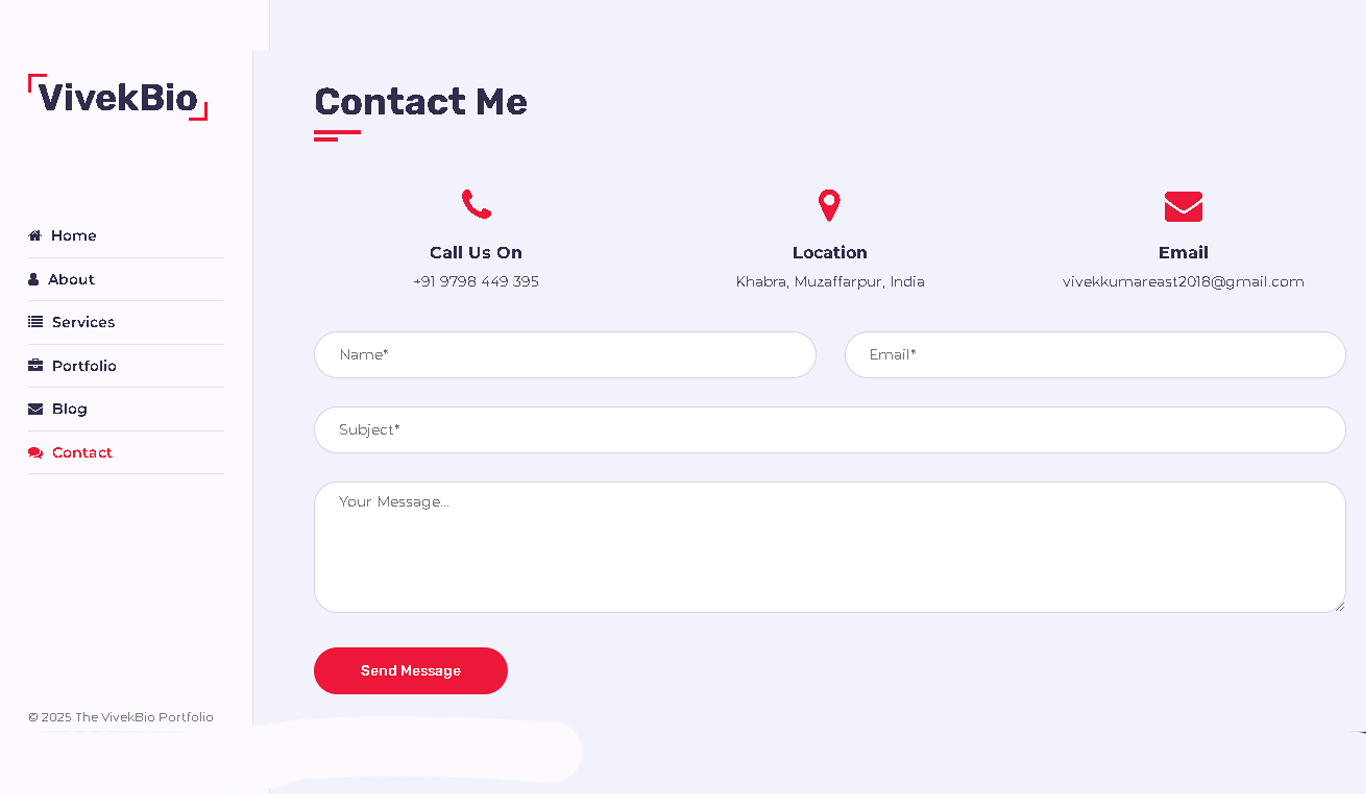 VivekBio
Home
About
Services
Portfolio
Blog
Contact
© 2025 The VivekBio Portfolio
Contact Me
Call Us On
+91 9798 449 395
Location
Khabra, Muzaffarpur, India
Email
vivekkumareast2018@gmail.com
Name*
Email*
Subject*
Your Message...
Send Message